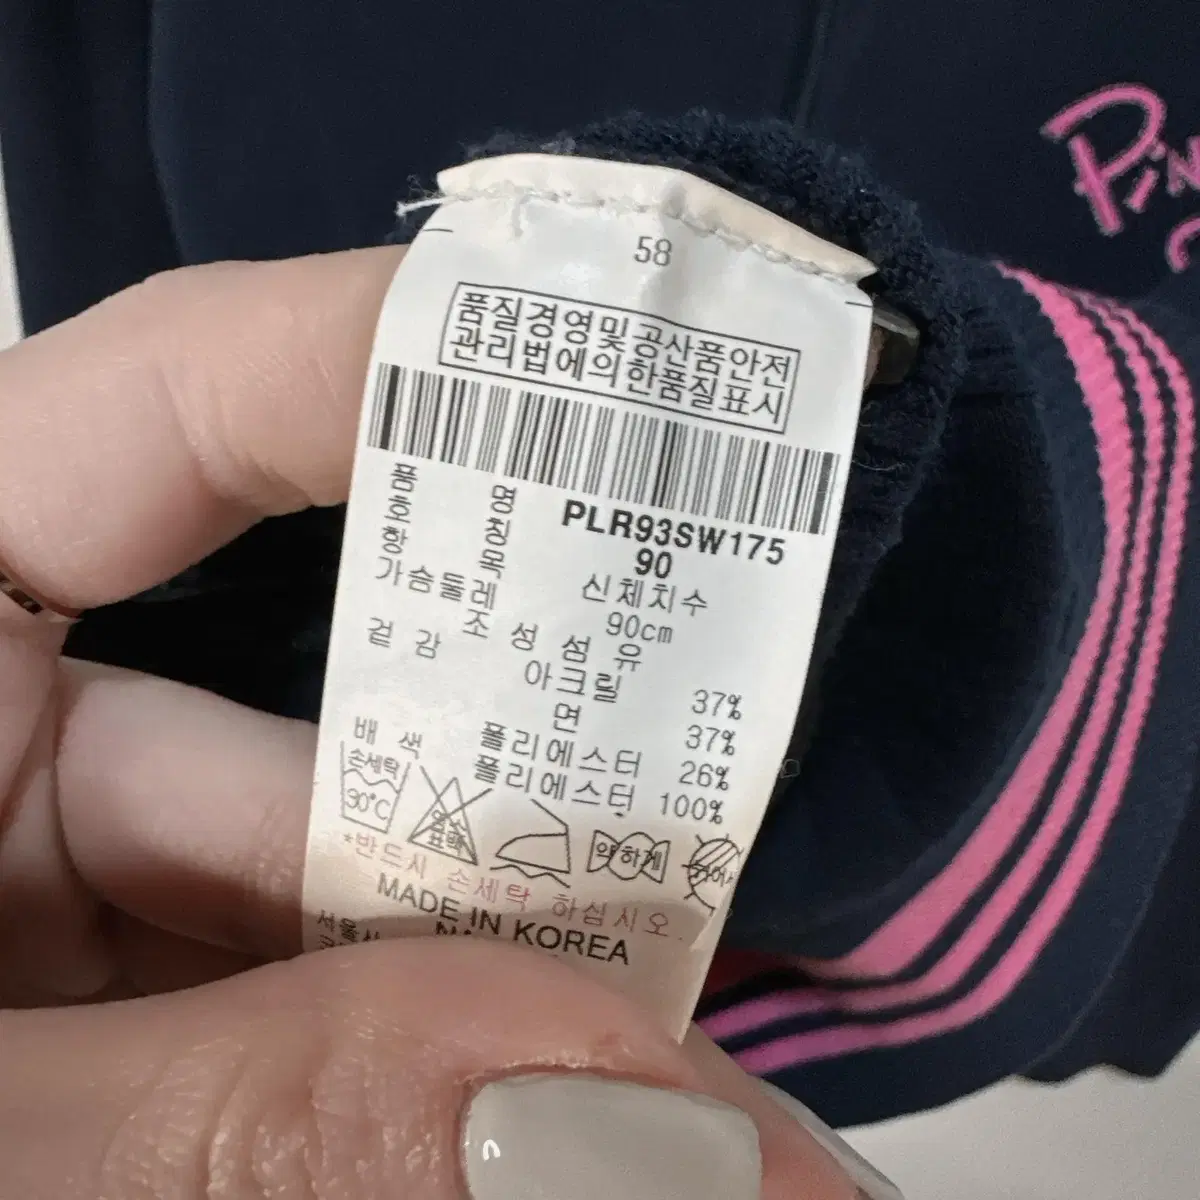 58
품질경영및공산품안전
관리법에의한품질표시
품 명 PLR93SW175
호 칭 90
항 목 신체치수
가슴둘레 90cm
조 성 섬 유
겉 감 아크릴 37%
면 37%
폴리에스터 26%
배 색 폴리에스터 100%
손세탁
30℃
약하게
*반드시 손세탁 하십시오.
MADE IN KOREA